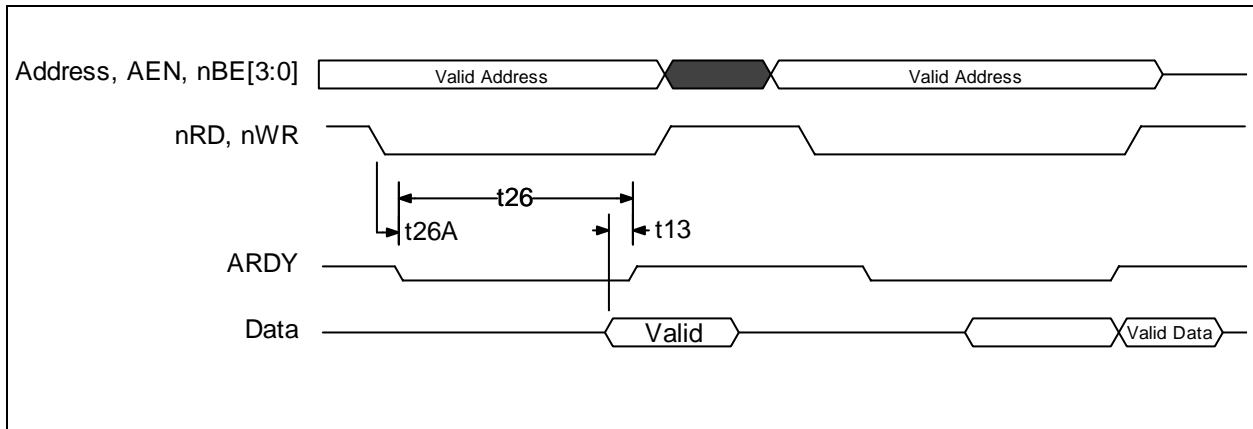 Address, AEN, nBE[3:0]
Valid Address
Valid Address
nRD, nWR
t26
t26A
t13
ARDY
Data
Valid
Valid Data